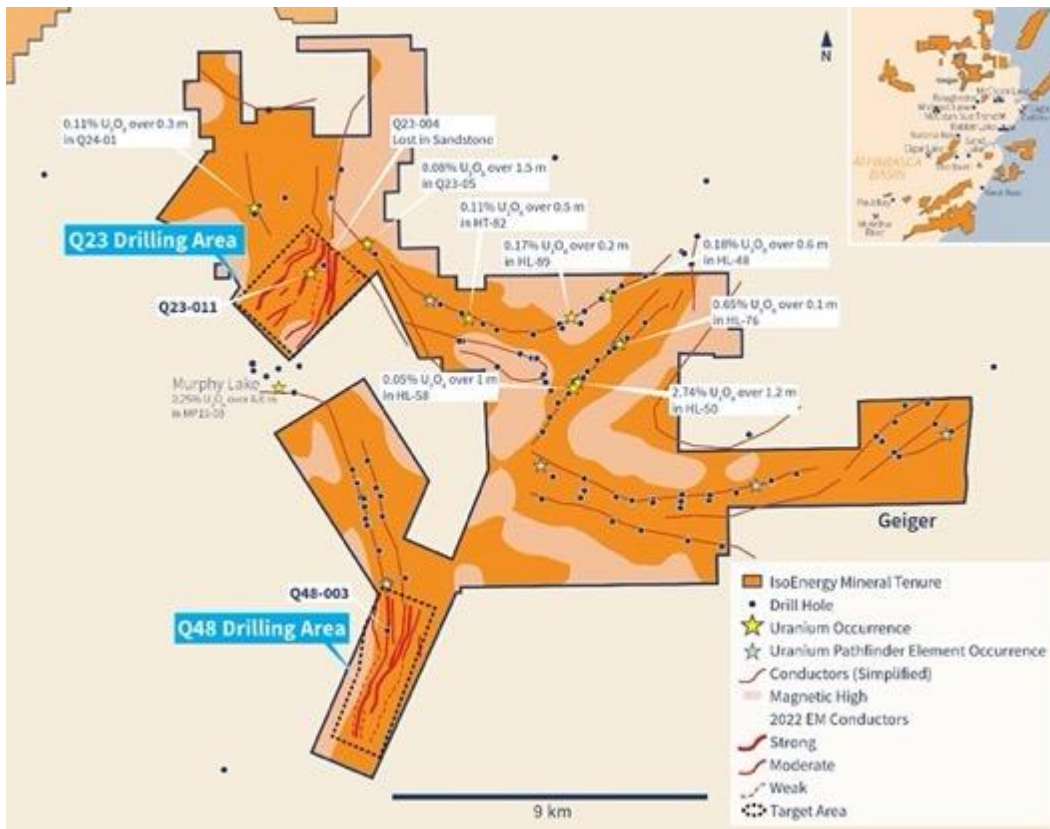 N
0.11% U₃O₈ over 0.3 m
in Q24-01
Q23-004
Lost in Sandstone
0.08% U₃O₈ over 1.5 m
in Q23-05
0.11% U₃O₈ over 0.5 m
in HT-82
0.17% U₃O₈ over 0.2 m
in HL-69
0.18% U₃O₈ over 0.6 m
in HL-48
Q23 Drilling Area
Q23-011
0.65% U₃O₈ over 0.1 m
in HL-76
Murphy Lake
0.25% U₃O₈ over
in
0.05% U₃O₈ over 1 m
in HL-58
2.74% U₃O₈ over 1.2 m
in HL-50
Geiger
Q48-003
Q48 Drilling Area
9 km
ATHABASCA
BASIN
IsoEnergy Mineral Tenure
Drill Hole
Uranium Occurrence
Uranium Pathfinder Element Occurrence
Conductors (Simplified)
Magnetic High
2022 EM Conductors
Strong
Moderate
Weak
Target Area